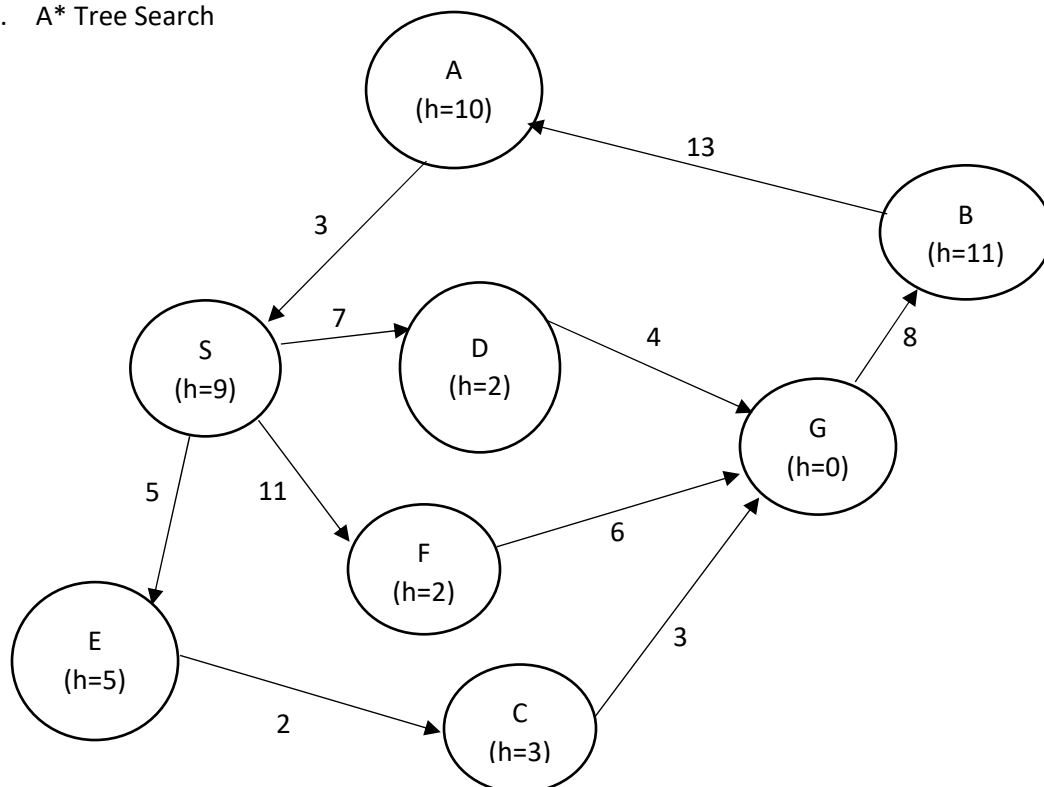 . A* Tree Search
A
(h=10)
13
B
(h=11)
3
7
S
(h=9)
D
(h=2)
4
8
G
(h=0)
5
11
F
(h=2)
6
E
(h=5)
3
2
C
(h=3)